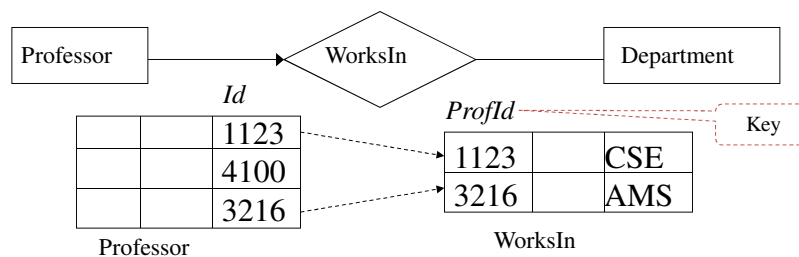 Professor
WorksIn
Department
Id
ProfId
Key
1123
4100
3216
1123 CSE
3216 AMS
Professor
WorksIn